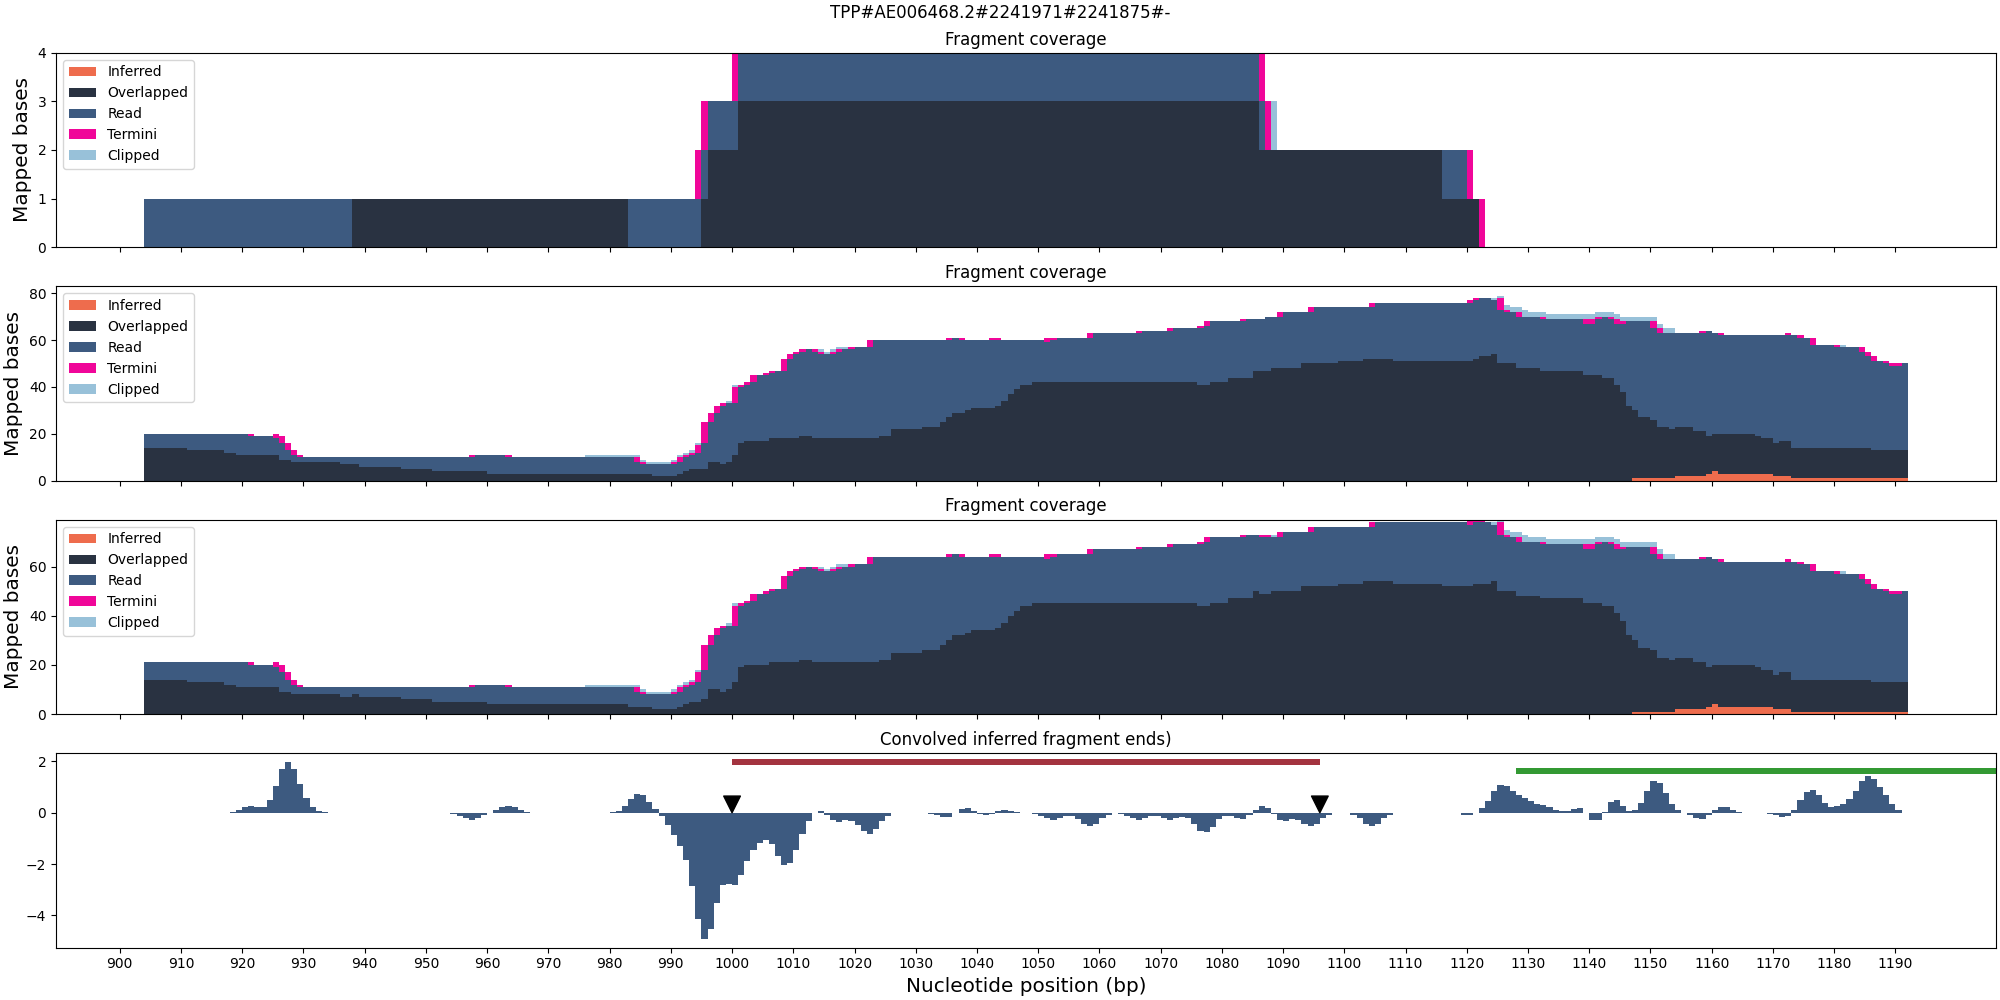 TPP#AE006468.2#2241971#2241875#-
Fragment coverage
Mapped bases
4
3
2
1
0
Inferred
Overlapped
Read
Termini
Clipped
Fragment coverage
Mapped bases
80
60
40
20
0
Inferred
Overlapped
Read
Termini
Clipped
Fragment coverage
Mapped bases
60
40
20
0
Inferred
Overlapped
Read
Termini
Clipped
Convolved inferred fragment ends)
2
0
−2
−4
900 910 920 930 940 950 960 970 980 990 1000 1010 1020 1030 1040 1050 1060 1070 1080 1090 1100 1110 1120 1130 1140 1150 1160 1170 1180 1190
Nucleotide position (bp)